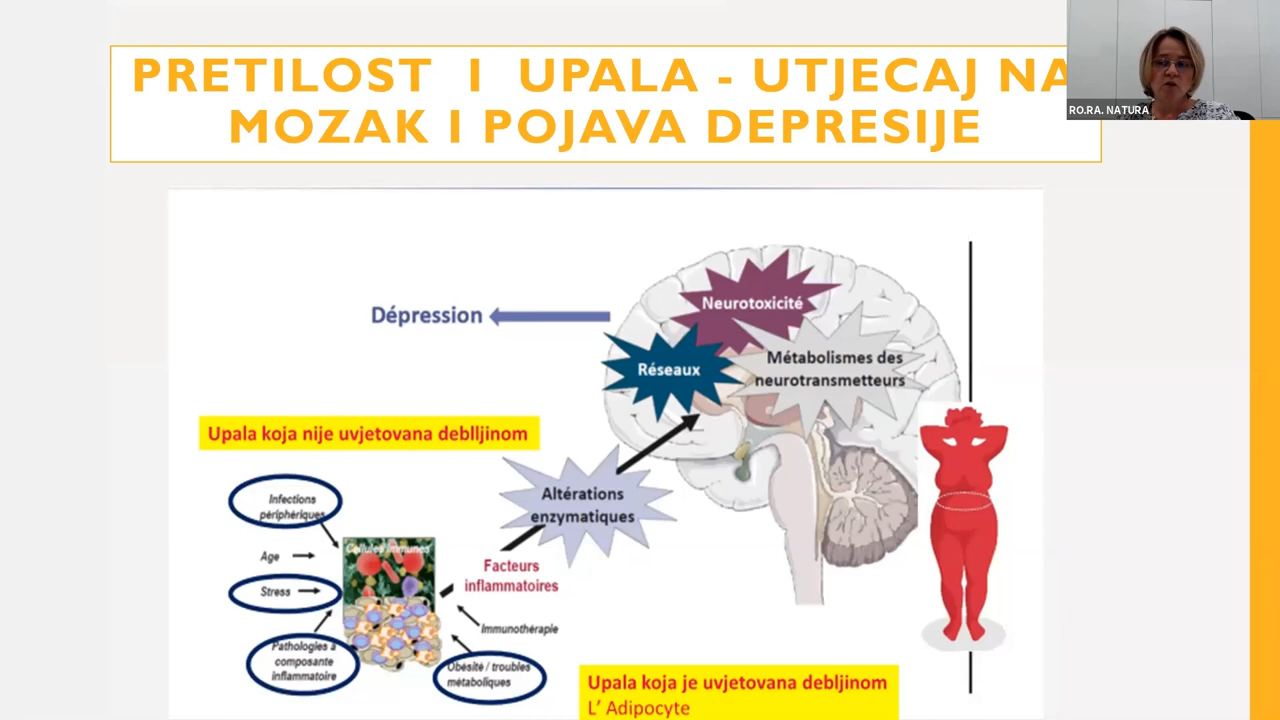 PRETILOST I UPALA - UTJECAJ NA
MOZAK I POJAVA DEPRESIJE
RO.RA. NATURA
Neurotoxicité
Dépression
Réseaux
Métabolismes des
neurotransmetteurs
Upala koja nije uvjetovana deblljinom
Altérations
enzymatiques
Infections
périphériques
Cellules immunes
Age
Facteurs
inflammatoires
Stress
Immunothérapie
Pathologies à
composante
inflammatoire
Obésité / troubles
métaboliques
Upala koja je uvjetovana debljinom
L' Adipocyte